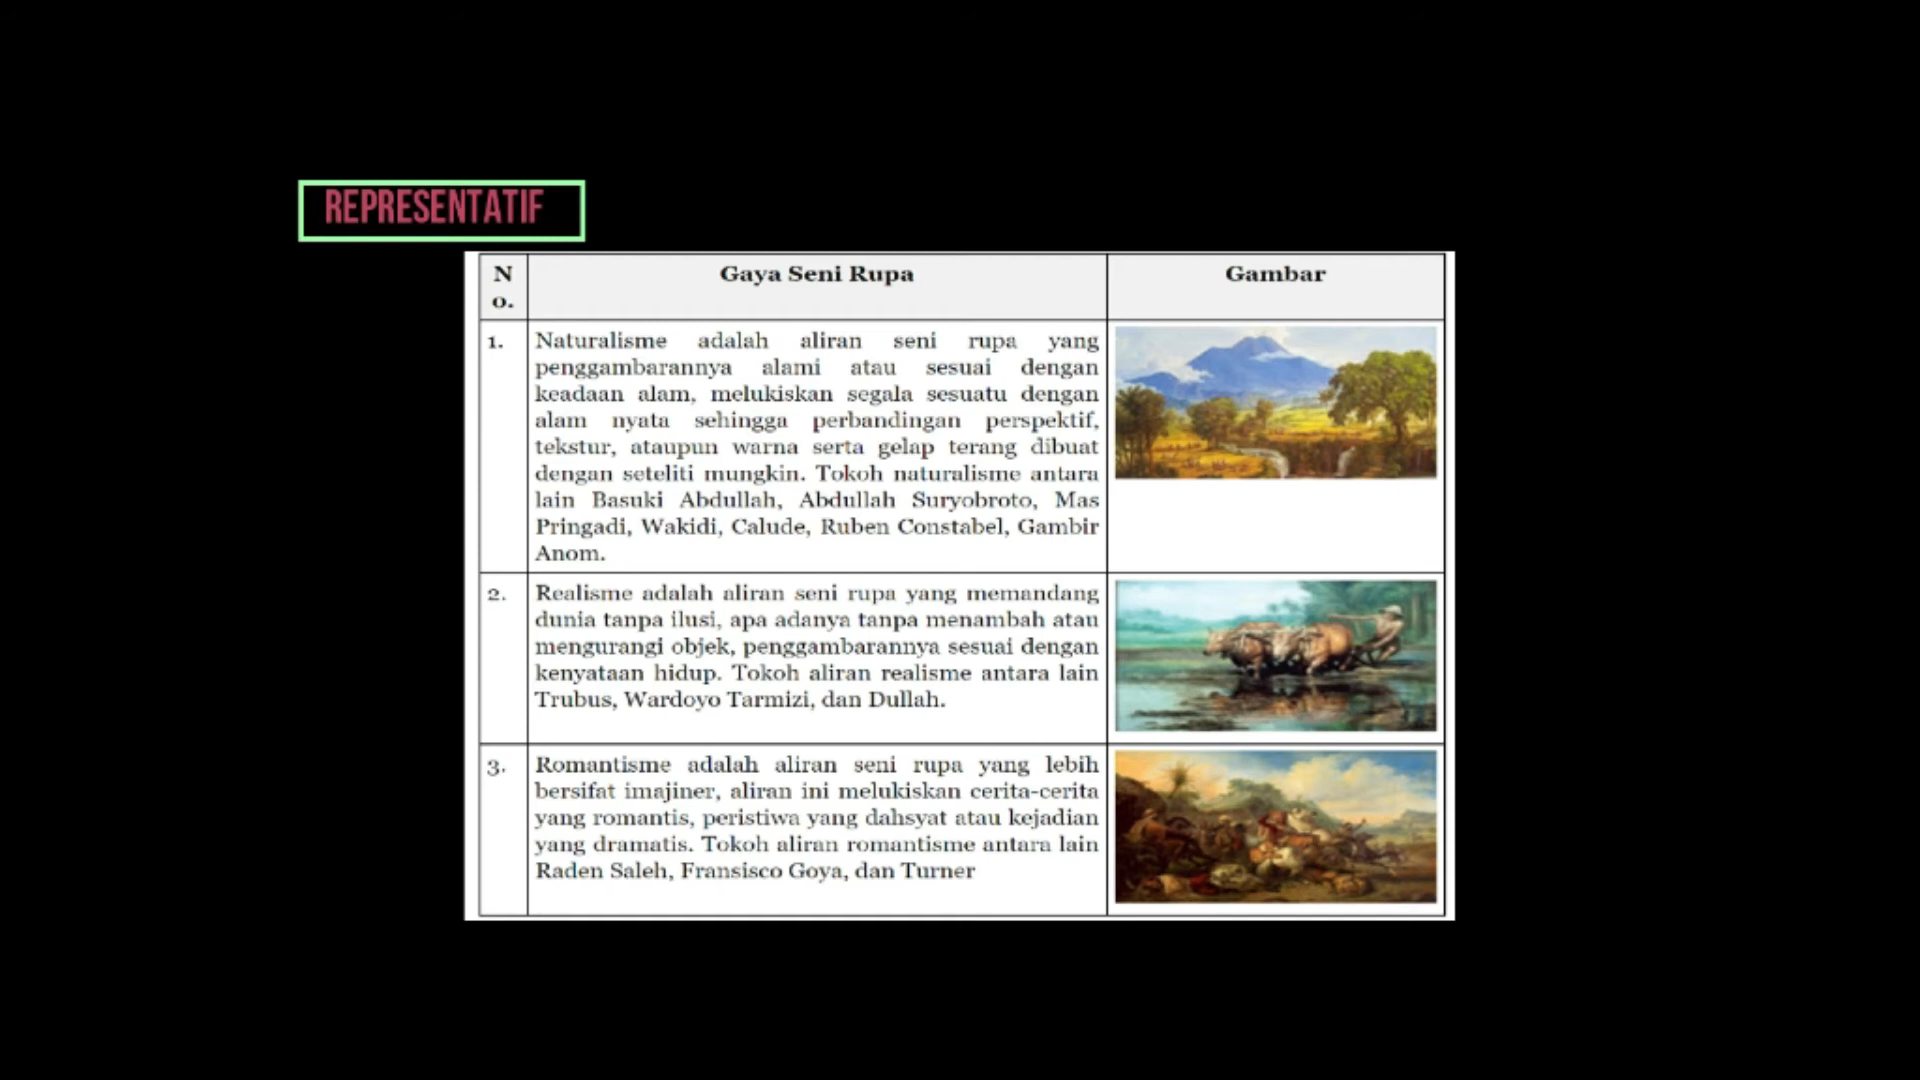 REPRESENTATIF
N
o.
Gaya Seni Rupa
Gambar
1.
Naturalisme adalah aliran seni rupa yang
penggambarannya alami atau sesuai dengan
keadaan alam, melukiskan segala sesuatu dengan
alam nyata sehingga perbandingan perspektif,
tekstur, ataupun warna serta gelap terang dibuat
dengan seteliti mungkin. Tokoh naturalisme antara
lain Basuki Abdullah, Abdullah Suryobroto, Mas
Pringadi, Wakidi, Calude, Ruben Constabel, Gambir
Anom.
2.
Realisme adalah aliran seni rupa yang memandang
dunia tanpa ilusi, apa adanya tanpa menambah atau
mengurangi objek, penggambarannya sesuai dengan
kenyataan hidup. Tokoh aliran realisme antara lain
Trubus, Wardoyo Tarmizi, dan Dullah.
3.
Romantisme adalah aliran seni rupa yang lebih
bersifat imajiner, aliran ini melukiskan cerita-cerita
yang romantis, peristiwa yang dahsyat atau kejadian
yang dramatis. Tokoh aliran romantisme antara lain
Raden Saleh, Fransisco Goya, dan Turner